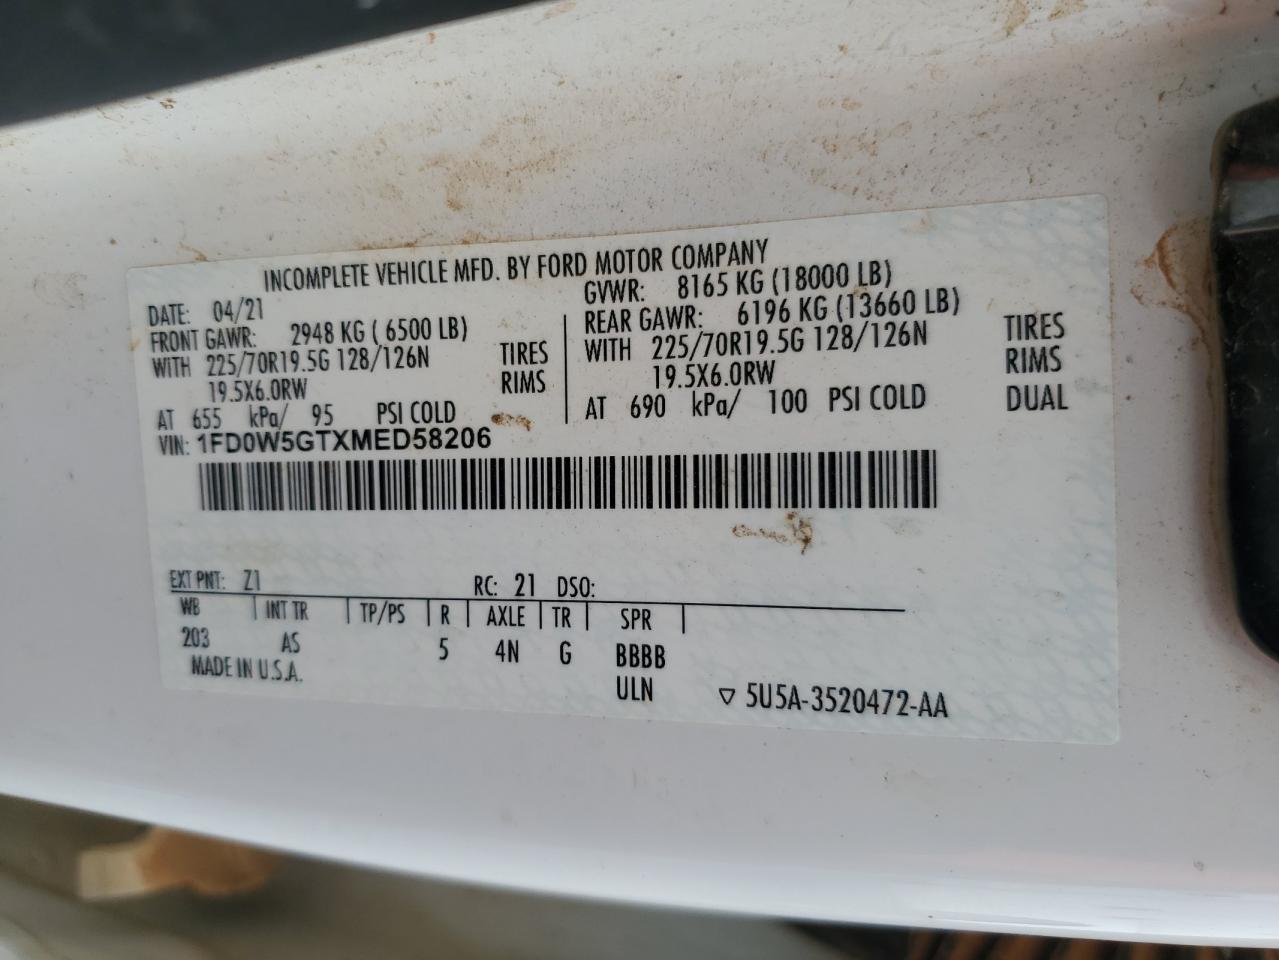 INCOMPLETE VEHICLE MFD. BY FORD MOTOR COMPANY
DATE: 04/21
GVWR: 8165 KG (18000 LB)
FRONT GAWR: 2948 KG ( 6500 LB)
WITH 225/70R19.5G 128/126N TIRES
19.5X6.0RW RIMS
AT 655 kPa/ 95 PSI COLD
REAR GAWR: 6196 KG (13660 LB)
WITH 225/70R19.5G 128/126N TIRES
19.5X6.0RW RIMS
AT 690 kPa/ 100 PSI COLD DUAL
VIN: 1FD0W5GTXMED58206
EXT PNT: Z1 RC: 21 DSO:
WB | INT TR | TP/PS | R | AXLE | TR | SPR |
203 AS 5 4N G BBBB
MADE IN U.S.A. ULN ▽ 5U5A-3520472-AA